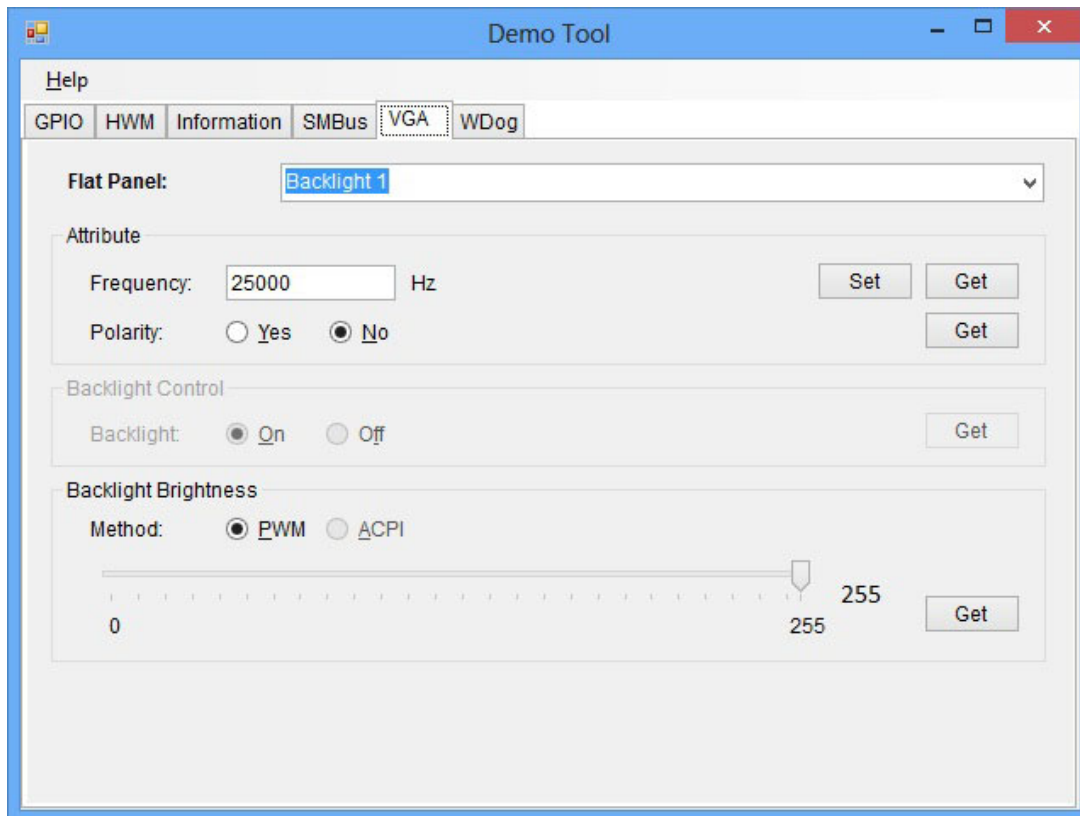 Demo Tool
Help
GPIO HWM Information SMBus VGA WDog
Flat Panel: Backlight 1
Attribute
Frequency: 25000 Hz Set Get
Polarity: Yes No Get
Backlight Control
Backlight: On Off Get
Backlight Brightness
Method: PWM ACPI
255
0 255 Get